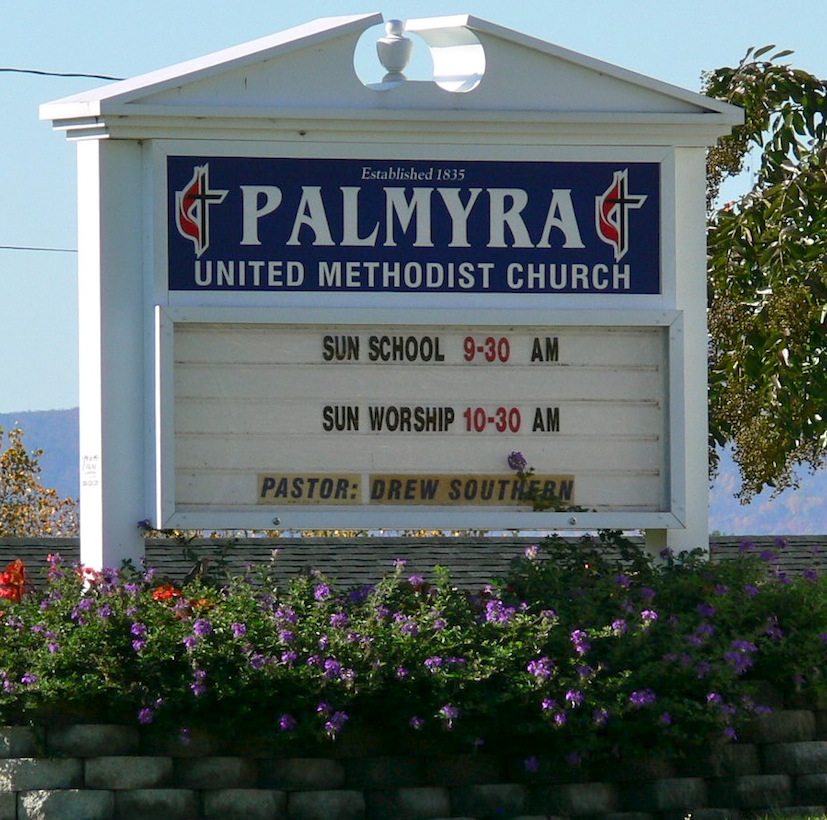 Established 1835
PALMYRA
UNITED METHODIST CHURCH
SUN SCHOOL 9-30 AM
SUN WORSHIP 10-30 AM
PASTOR: DREW SOUTHERN